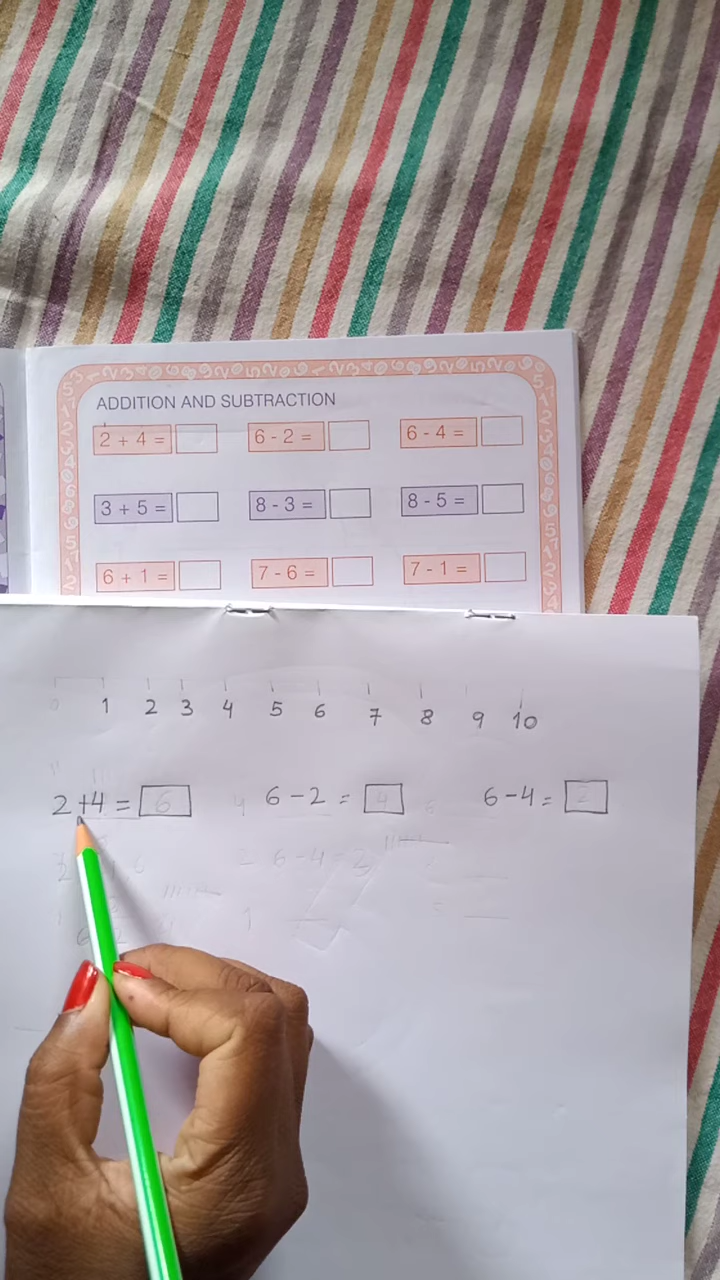 ADDITION AND SUBTRACTION
2 + 4 = 6 - 2 = 6 - 4 =
3 + 5 = 8 - 3 = 8 - 5 =
6 + 1 = 7 - 6 = 7 - 1 =
0 1 2 3 4 5 6 7 8 9 10
2+4 = 6 6-2 = 4 6-4 = 2